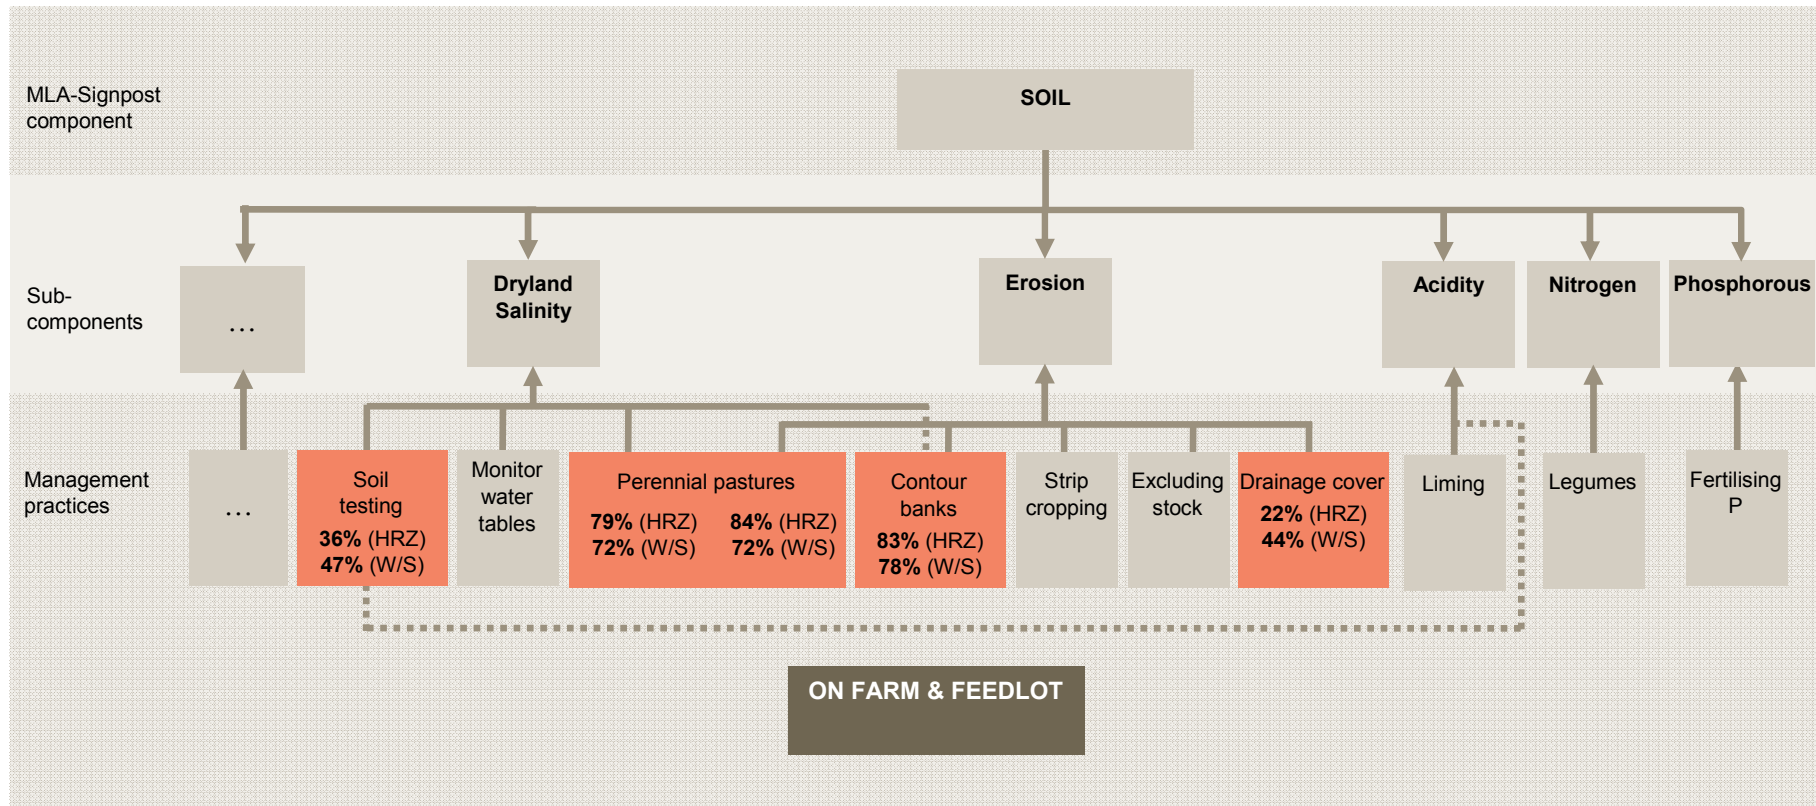 MLA-Signpost
component
SOIL
Sub-
components
…
Dryland
Salinity
Erosion
Acidity
Nitrogen
Phosphorous
Management
practices
…
Soil
testing
36% (HRZ)
47% (W/S)
Monitor
water
tables
Perennial pastures
79% (HRZ)
72% (W/S)
84% (HRZ)
72% (W/S)
Contour
banks
83% (HRZ)
78% (W/S)
Strip
cropping
Excluding
stock
Drainage cover
22% (HRZ)
44% (W/S)
Liming
Legumes
Fertilising
P
ON FARM & FEEDLOT